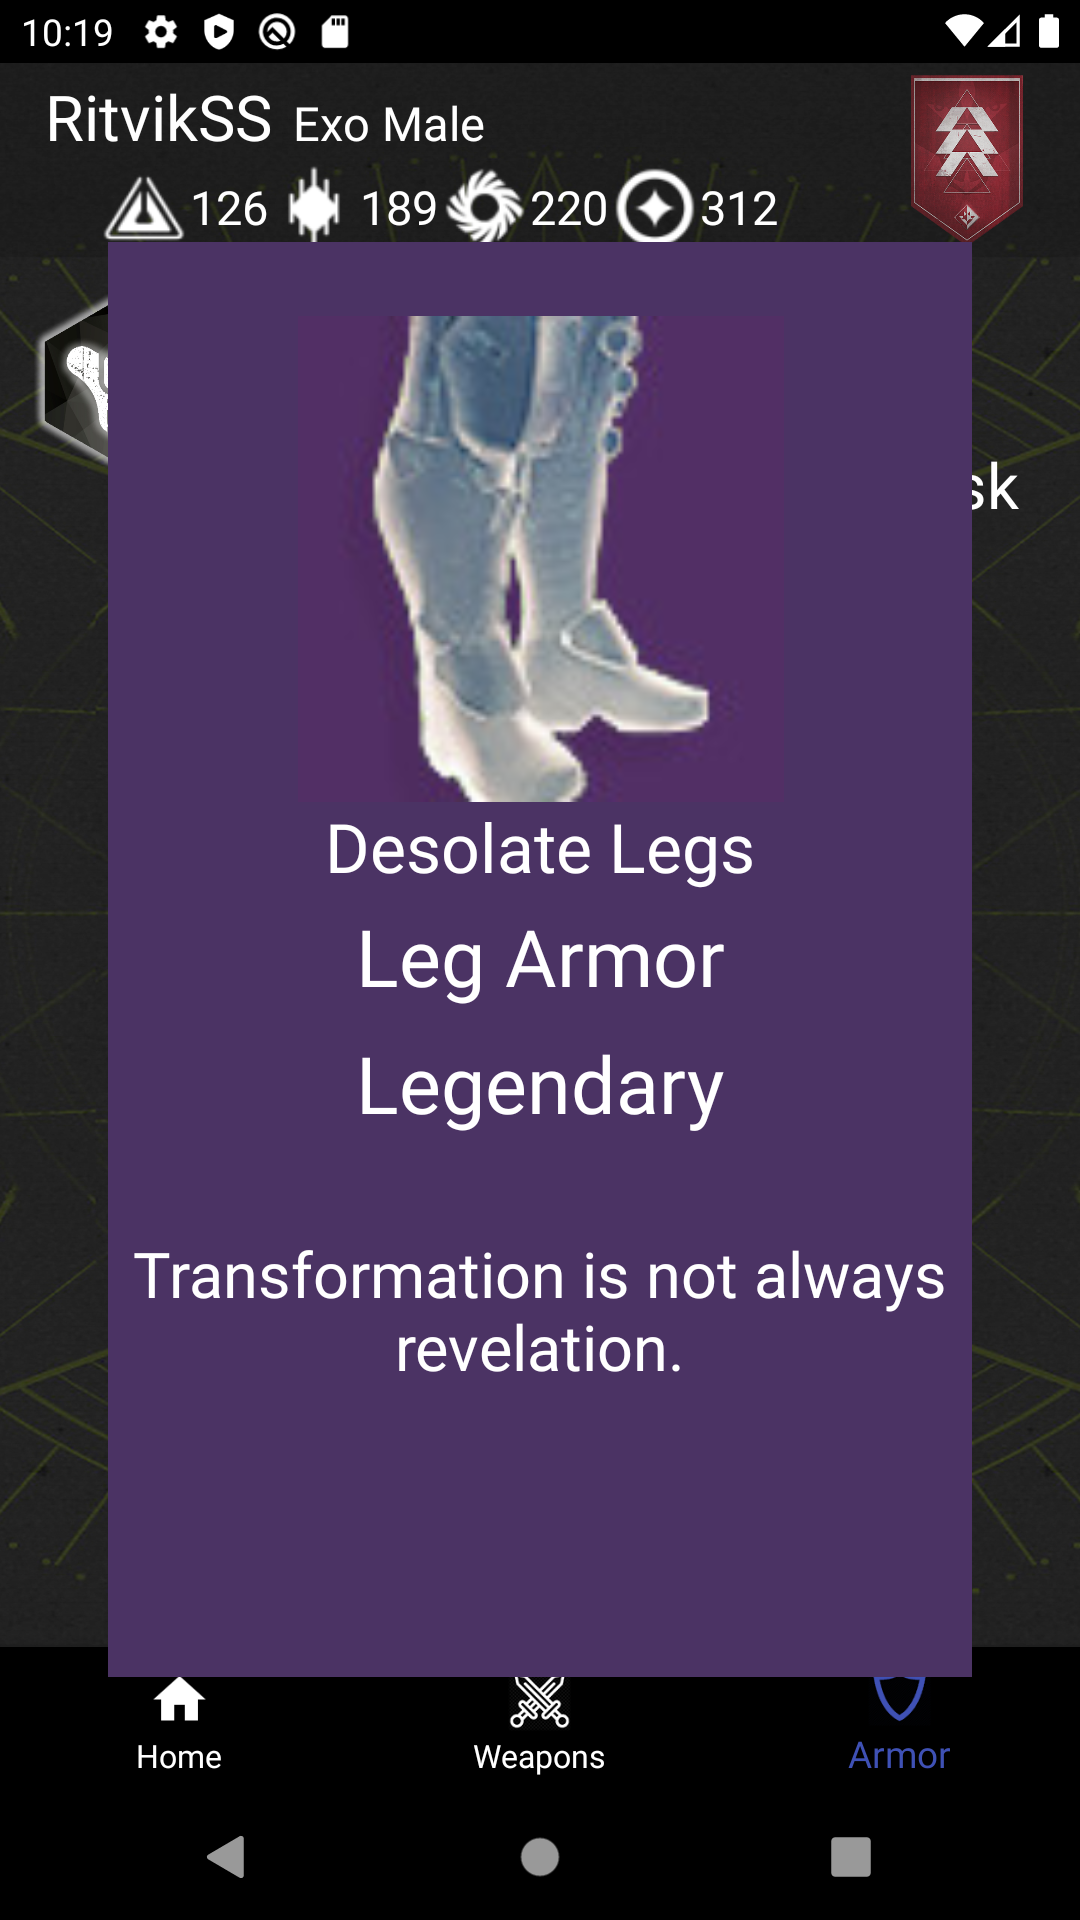 10:19
RitvikSS Exo Male
126 189 220 312
sk
Desolate Legs
Leg Armor
Legendary
Transformation is not always
revelation.
Home Weapons Armor